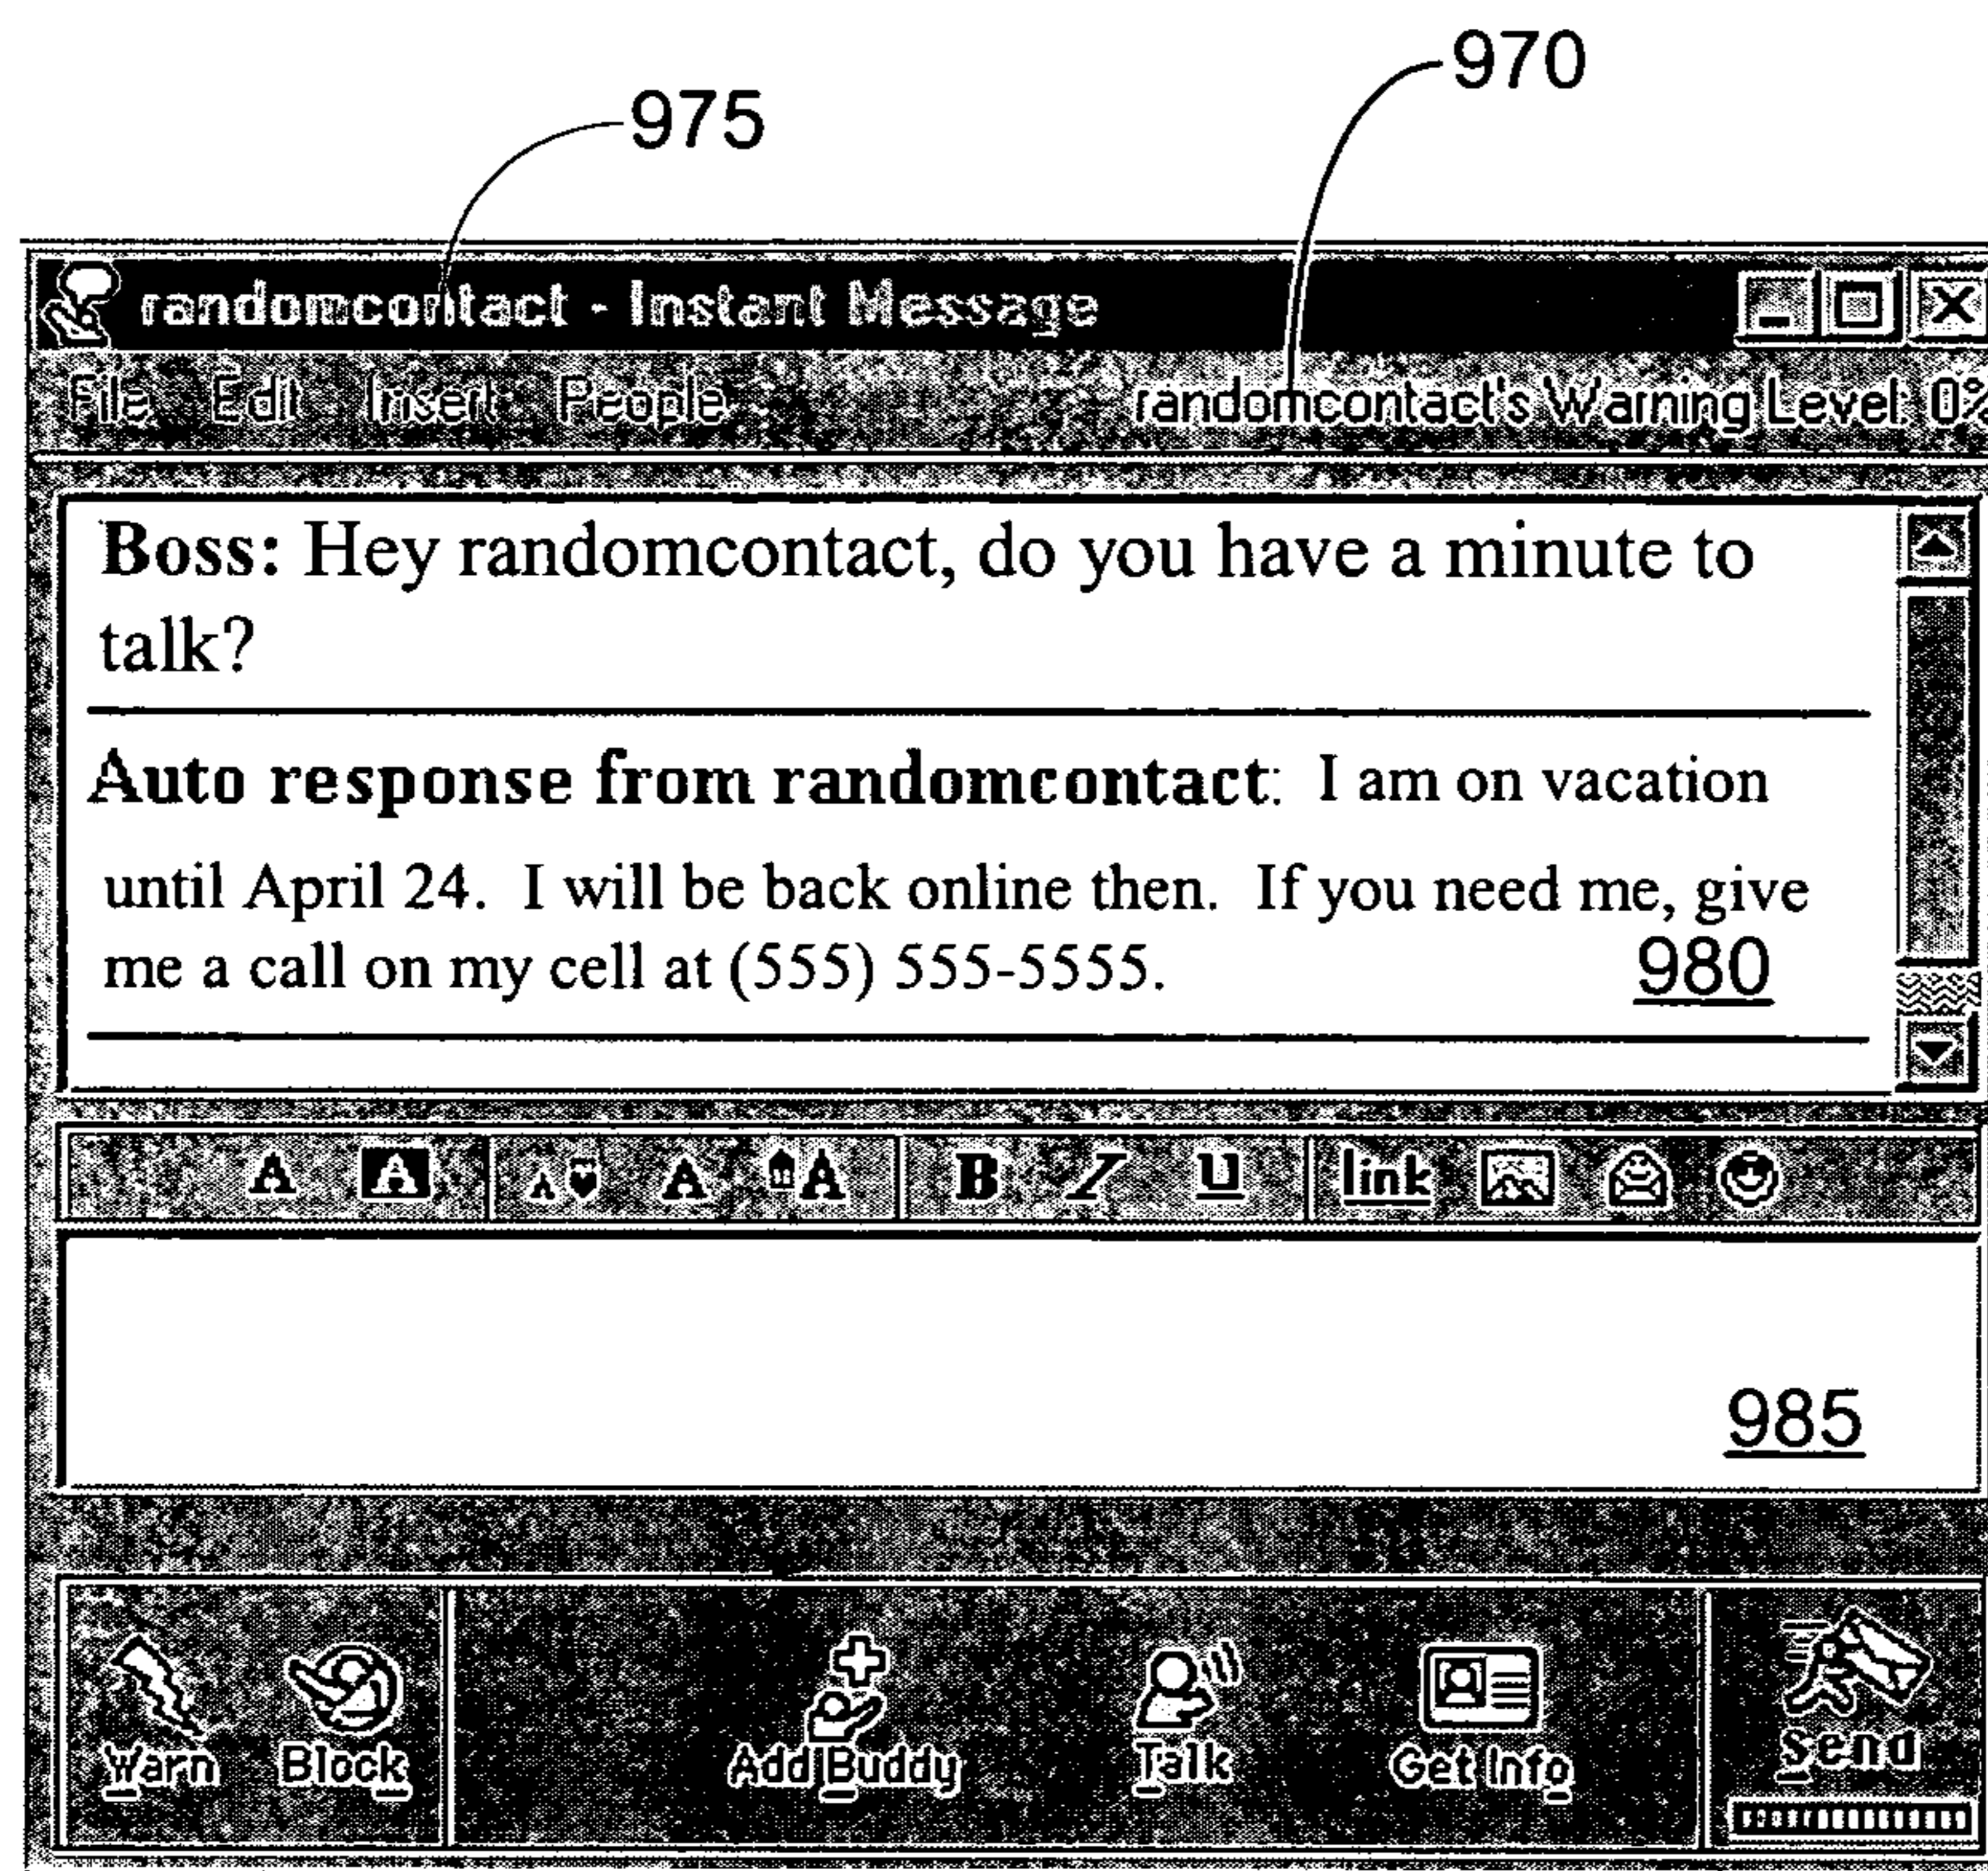 970
975
randomcontact - Instant Message
File Edit Insert People randomcontact's Warning Level: 0%
Boss: Hey randomcontact, do you have a minute to
talk?
Auto response from randomcontact: I am on vacation
until April 24. I will be back online then. If you need me, give
me a call on my cell at (555) 555-5555.
980
A A A A A B I U link
985
Warn Block Add Buddy Talk Get Info Send